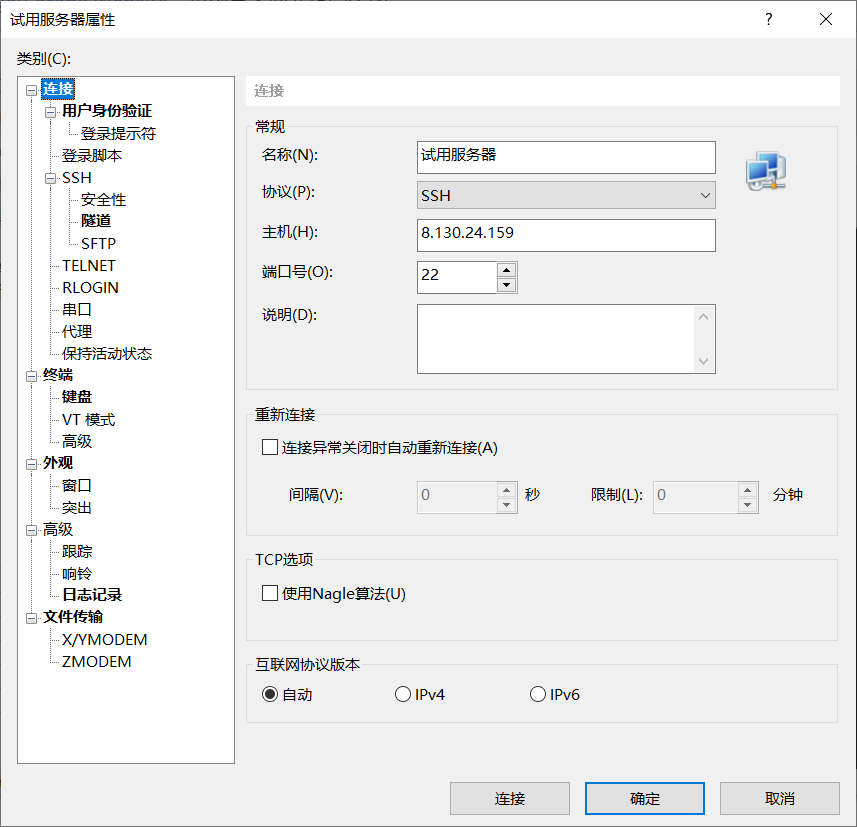 试用服务器属性
?
类别(C):
连接
用户身份验证
登录提示符
登录脚本
SSH
安全性
隧道
SFTP
TELNET
RLOGIN
串口
代理
保持活动状态
终端
键盘
VT 模式
高级
外观
窗口
突出
高级
跟踪
响铃
日志记录
文件传输
X/YMODEM
ZMODEM
连接
常规
名称(N): 试用服务器
协议(P): SSH
主机(H): 8.130.24.159
端口号(O): 22
说明(D):
重新连接
连接异常关闭时自动重新连接(A)
间隔(V): 0 秒 限制(L): 0 分钟
TCP选项
使用Nagle算法(U)
互联网协议版本
自动 IPv4 IPv6
连接 确定 取消